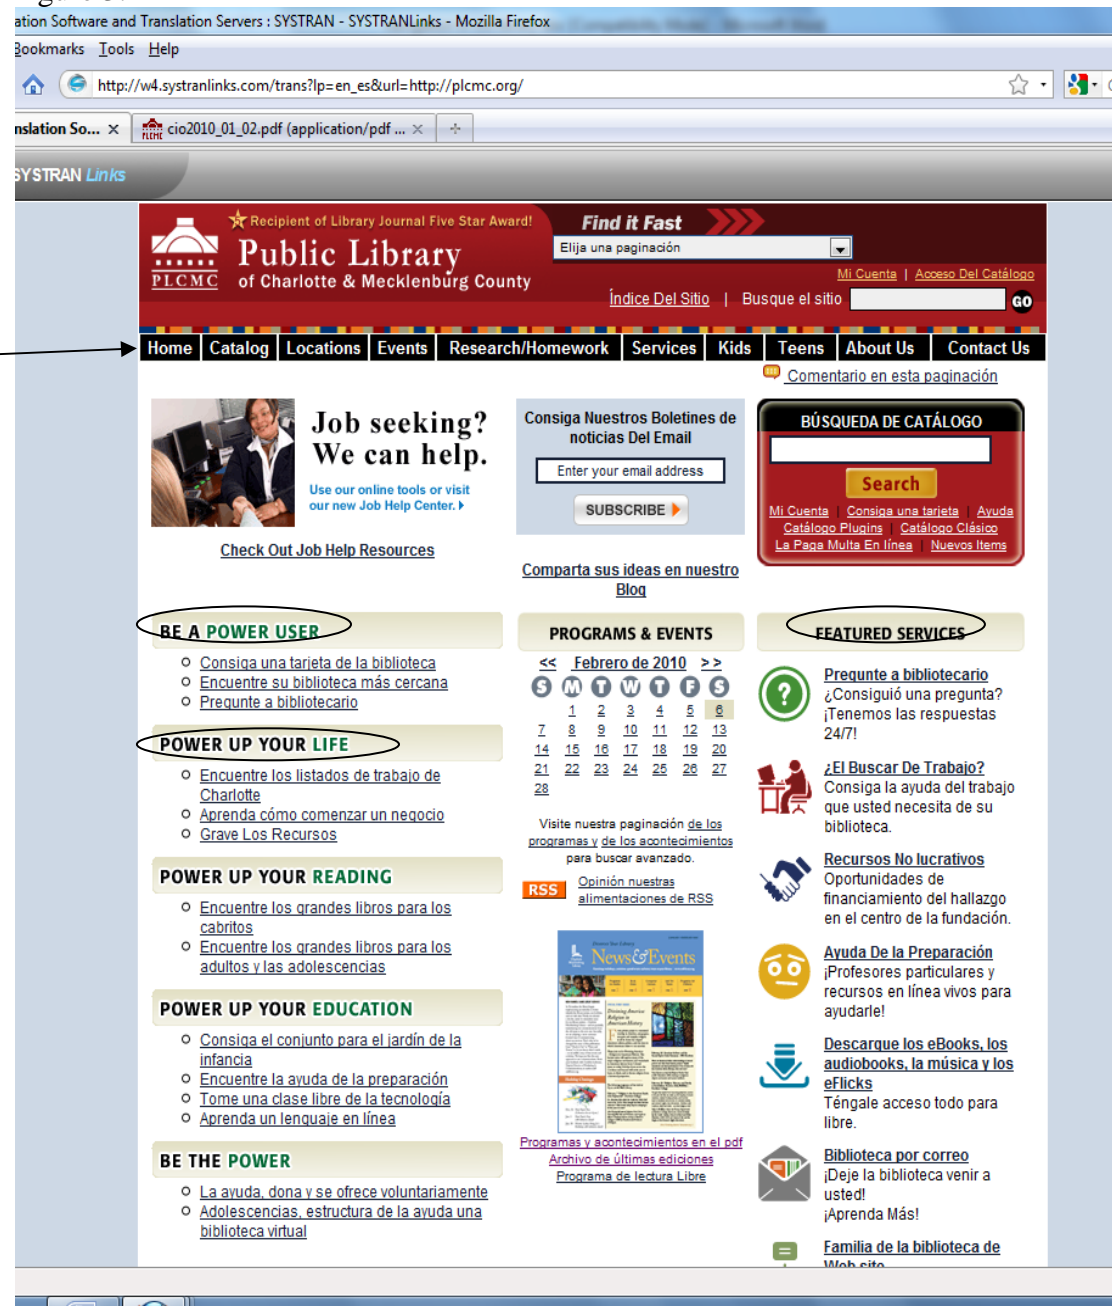 ation Software and Translation Servers : SYSTRAN - SYSTRANLinks - Mozilla Firefox
Bookmarks Tools Help
http://w4.systranlinks.com/trans?lp=en_es&url=http://plcmc.org/
nslation So... × cio2010_01_02.pdf (application/pdf ... ×
SYSTRAN Links
Recipient of Library Journal Five Star Award!
Public Library
of Charlotte & Mecklenburg County
PLCMC
Find it Fast
Elija una paginación
Mi Cuenta | Acceso Del Catálogo
Índice Del Sitio | Busque el sitio GO
Home Catalog Locations Events Research/Homework Services Kids Teens About Us Contact Us
Comentario en esta paginación
Job seeking?
We can help.
Use our online tools or visit
our new Job Help Center.
Check Out Job Help Resources
Consiga Nuestros Boletines de
noticias Del Email
Enter your email address
SUBSCRIBE
Comparta sus ideas en nuestro
Blog
BÚSQUEDA DE CATÁLOGO
Search
Mi Cuenta | Consiga una tarjeta | Ayuda
Catálogo Plugins | Catálogo Clásico
La Paga Multa En línea | Nuevos Items
BE A POWER USER
Consiga una tarjeta de la biblioteca
Encuentre su biblioteca más cercana
Pregunte a bibliotecario
POWER UP YOUR LIFE
Encuentre los listados de trabajo de
Charlotte
Aprenda cómo comenzar un negocio
Grave Los Recursos
POWER UP YOUR READING
Encuentre los grandes libros para los
cabritos
Encuentre los grandes libros para los
adultos y las adolescencias
POWER UP YOUR EDUCATION
Consiga el conjunto para el jardín de la
infancia
Encuentre la ayuda de la preparación
Tome una clase libre de la tecnología
Aprenda un lenguaje en línea
BE THE POWER
La ayuda, dona y se ofrece voluntariamente
Adolescencias, estructura de la ayuda una
biblioteca virtual
PROGRAMS & EVENTS
<< Febrero de 2010 >>
S M T W T F S
1 2 3 4 5 6
7 8 9 10 11 12 13
14 15 16 17 18 19 20
21 22 23 24 25 26 27
28
Visite nuestra paginación de los
programas y de los acontecimientos
para buscar avanzado.
RSS Opinión nuestras
alimentaciones de RSS
News & Events
Divining America
Religion in
American History
Programas y acontecimientos en el pdf
Archivo de últimas ediciones
Programa de lectura Libre
FEATURED SERVICES
Pregunte a bibliotecario
¿Consiguió una pregunta?
¡Tenemos las respuestas
24/7!
¿El Buscar De Trabajo?
Consiga la ayuda del trabajo
que usted necesita de su
biblioteca.
Recursos No lucrativos
Oportunidades de
financiamiento del hallazgo
en el centro de la fundación.
Ayuda De la Preparación
¡Profesores particulares y
recursos en línea vivos para
ayudarle!
Descargue los eBooks, los
audiobooks, la música y los
eFlicks
Téngale acceso todo para
libre.
Biblioteca por correo
¡Deje la biblioteca venir a
usted!
¡Aprenda Más!
Familia de la biblioteca de
Web site